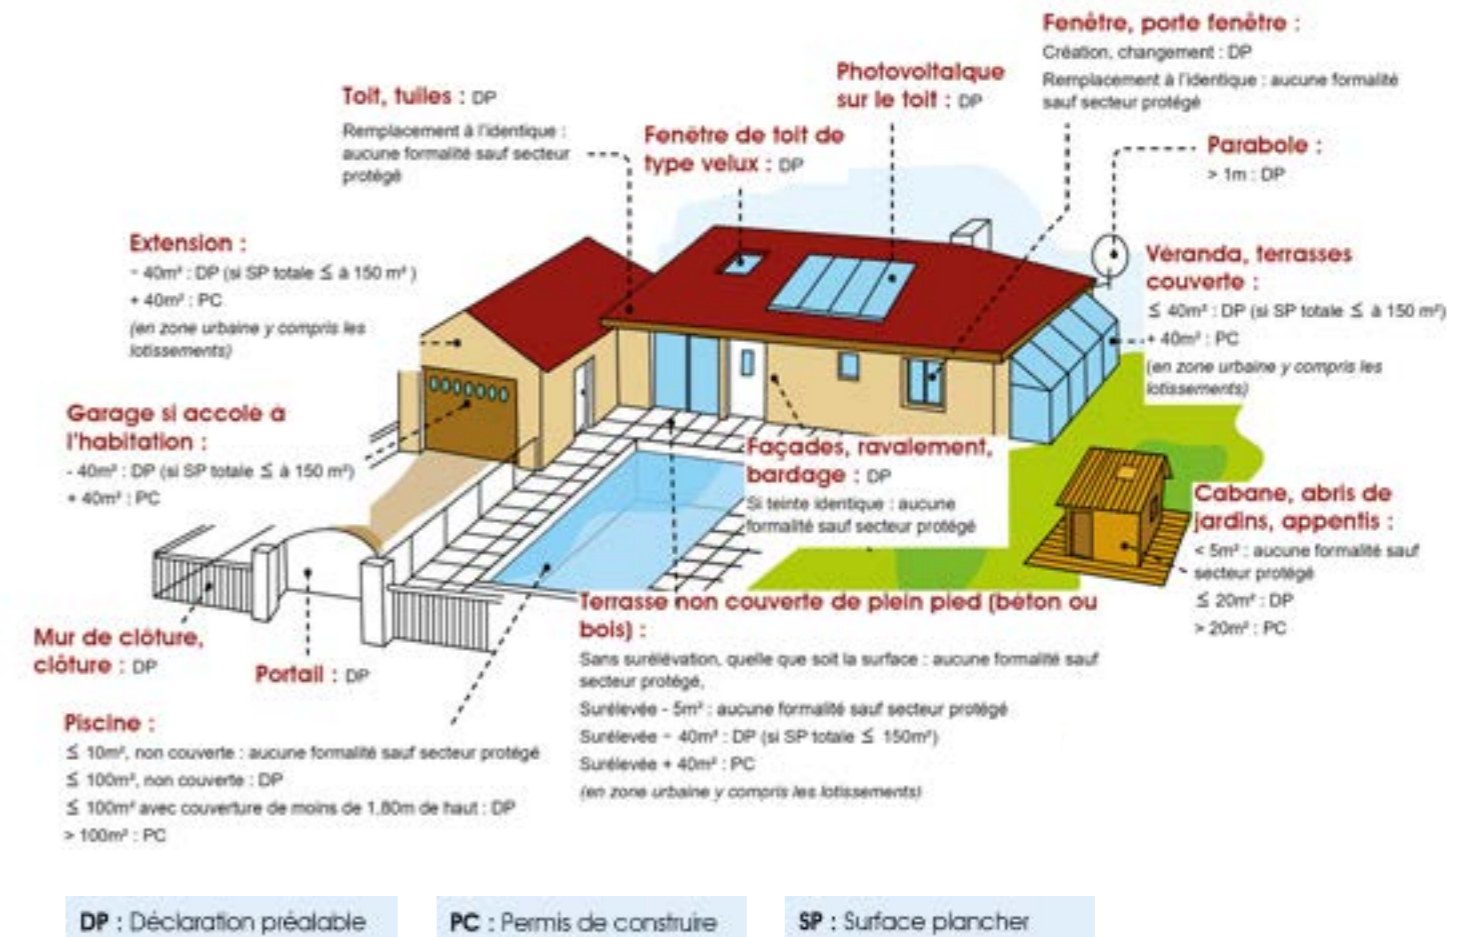 Fenêtre, porte fenêtre :
Création, changement : DP
Remplacement à l'identique : aucune formalité
sauf secteur protégé
Photovoltaïque
sur le toit : DP
Toit, tuiles : DP
Remplacement à l'identique :
aucune formalité sauf secteur
protégé
Fenêtre de toit de
type velux : DP
Parabole :
> 1m : DP
Extension :
- 40m² : DP (si SP totale ≤ à 150 m² )
+ 40m² : PC
(en zone urbaine y compris les
lotissements)
Véranda, terrasses
couverte :
≤ 40m² : DP (si SP totale ≤ à 150 m²)
+ 40m² : PC
(en zone urbaine y compris les
lotissements)
Garage si accolé à
l'habitation :
- 40m² : DP (si SP totale ≤ à 150 m²)
+ 40m² : PC
Façades, ravalement,
bardage : DP
Si teinte identique : aucune
formalité sauf secteur protégé
Cabane, abris de
jardins, appentis :
< 5m² : aucune formalité sauf
secteur protégé
≤ 20m² : DP
> 20m² : PC
Mur de clôture,
clôture : DP
Portail : DP
Terrasse non couverte de plein pied (béton ou
bois) :
Sans surélévation, quelle que soit la surface : aucune formalité sauf
secteur protégé,
Surélevée - 5m² : aucune formalité sauf secteur protégé
Surélevée - 40m² : DP (si SP totale ≤ 150m²)
Surélevée + 40m² : PC
(en zone urbaine y compris les lotissements)
Piscine :
≤ 10m², non couverte : aucune formalité sauf secteur protégé
≤ 100m², non couverte : DP
≤ 100m² avec couverture de moins de 1,80m de haut : DP
> 100m² : PC
DP : Déclaration préalable
PC : Permis de construire
SP : Surface plancher